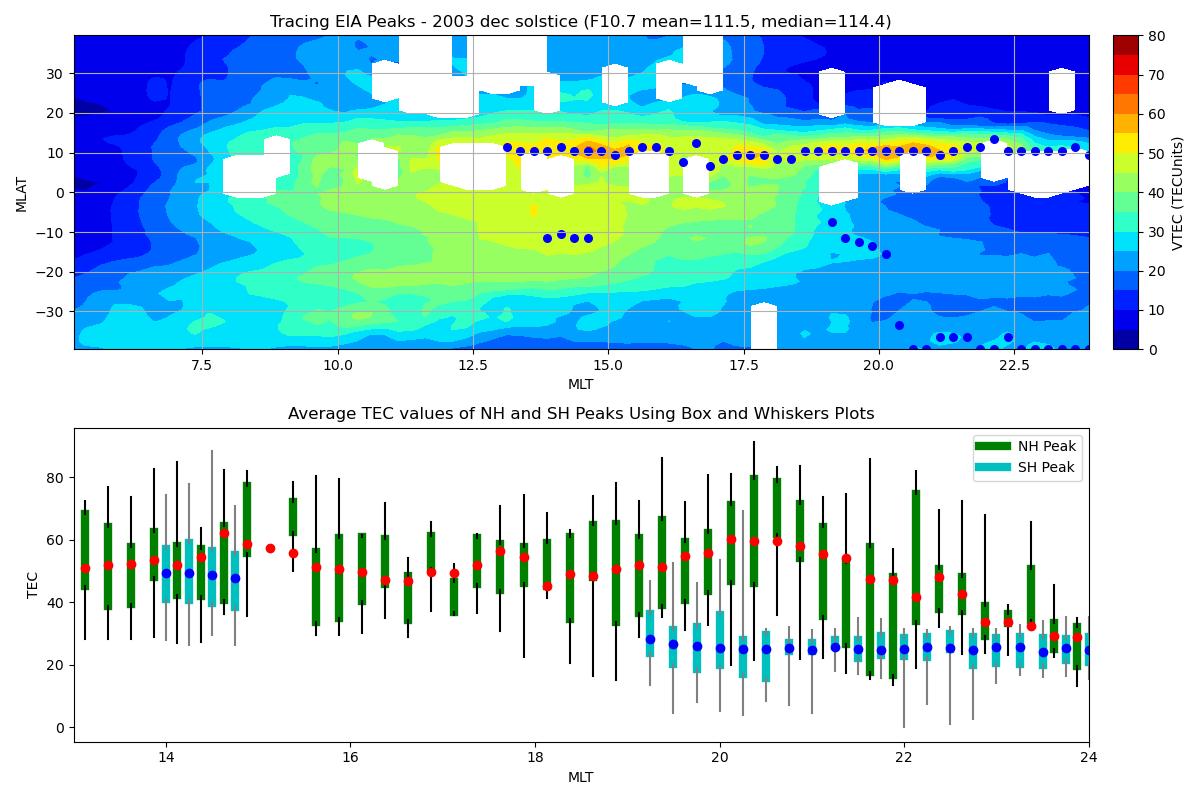 Tracing EIA Peaks - 2003 dec solstice (F10.7 mean=111.5, median=114.4)
30
20
10
0
−10
−20
−30
MLAT
7.5 10.0 12.5 15.0 17.5 20.0 22.5
MLT
80
70
60
50
40
30
20
10
0
VTEC (TECUnits)
Average TEC values of NH and SH Peaks Using Box and Whiskers Plots
NH Peak
SH Peak
80
60
40
20
0
TEC
14 16 18 20 22 24
MLT